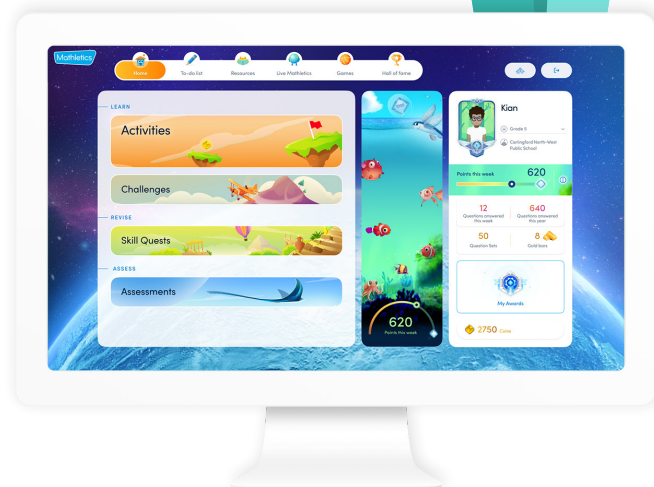 Mathletics
Home
To-do list
Resources
Live Mathletics
Games
Hall of fame
LEARN
Activities
Challenges
REVISE
Skill Quests
ASSESS
Assessments
620
Points this week
Kian
Grade 5
Carlingford North-West
Public School
Points this week
620
12
Questions answered
this week
640
Questions answered
this year
50
Question Sets
8
Gold bars
My Awards
2750 Coins